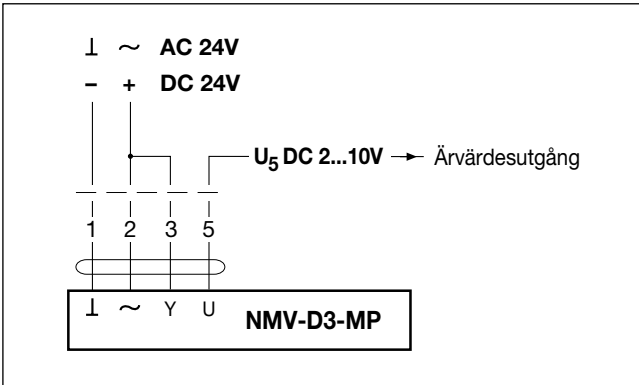 ⊥ ~ AC 24V
– + DC 24V
U5 DC 2...10V → Ärvärdesutgång
1 2 3 5
⊥ ~ Y U
NMV-D3-MP